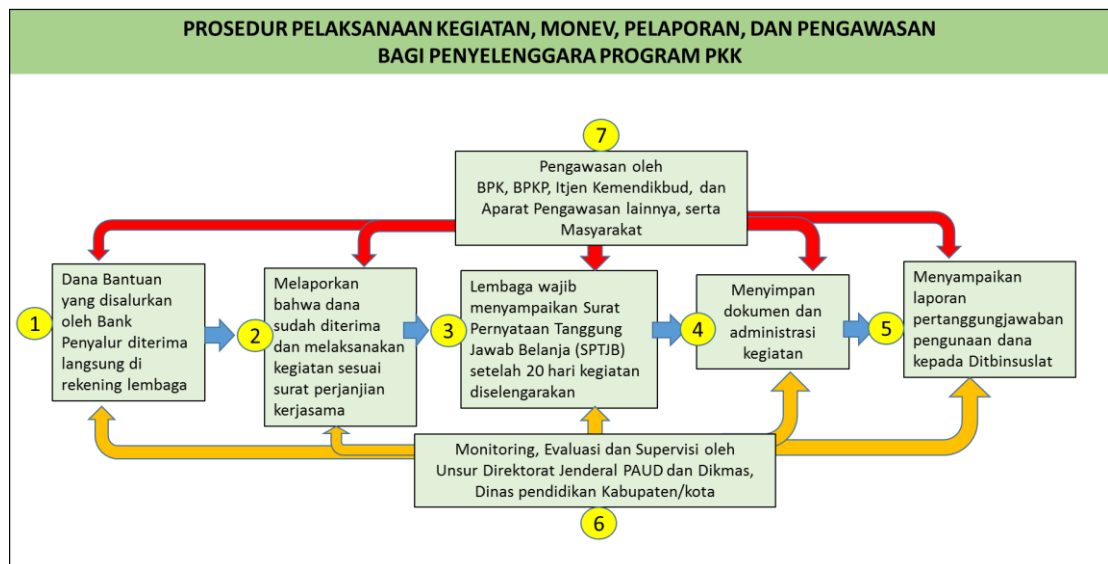 PROSEDUR PELAKSANAAN KEGIATAN, MONEV, PELAPORAN, DAN PENGAWASAN
BAGI PENYELENGGARA PROGRAM PKK
7
Pengawasan oleh
BPK, BPKP, Itjen Kemendikbud, dan
Aparat Pengawasan lainnya, serta
Masyarakat
1
Dana Bantuan
yang disalurkan
oleh Bank
Penyalur diterima
langsung di
rekening lembaga
2
Melaporkan
bahwa dana
sudah diterima
dan melaksanakan
kegiatan sesuai
surat perjanjian
kerjasama
3
Lembaga wajib
menyampaikan Surat
Pernyataan Tanggung
Jawab Belanja (SPTJB)
setelah 20 hari kegiatan
diselengarakan
4
Menyimpan
dokumen dan
administrasi
kegiatan
5
Menyampaikan
laporan
pertanggungjawaban
pengunaan dana
kepada Ditbinsuslat
Monitoring, Evaluasi dan Supervisi oleh
Unsur Direktorat Jenderal PAUD dan Dikmas,
Dinas pendidikan Kabupaten/kota
6